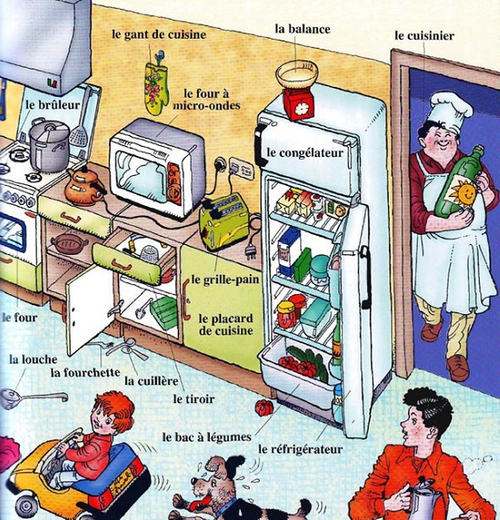 la balance
le gant de cuisine
le cuisinier
le four à
micro-ondes
le brûleur
le congélateur
le grille-pain
le four
le placard
de cuisine
la louche
la fourchette
la cuillère
le tiroir
le bac à légumes
le réfrigérateur